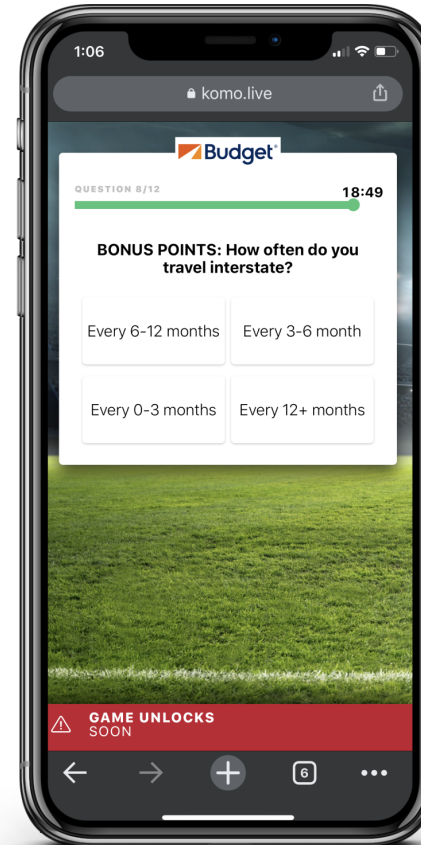 1:06
komo.live
Budget
QUESTION 8/12
18:49
BONUS POINTS: How often do you
travel interstate?
Every 6-12 months
Every 3-6 month
Every 0-3 months
Every 12+ months
GAME UNLOCKS
SOON
6